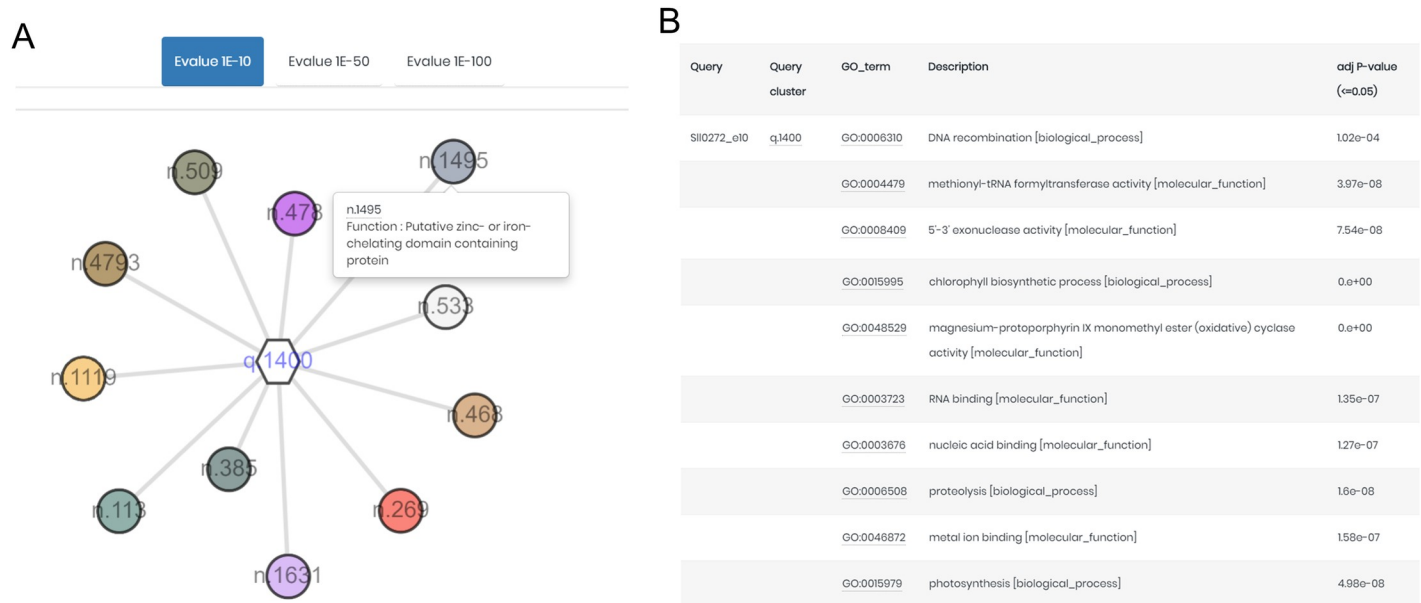 A
Evalue 1E-10 Evalue 1E-50 Evalue 1E-100
n.509
n.1495
n.478
n.1495
Function : Putative zinc- or iron-
chelating domain containing
protein
n.4793
n.533
q.1400
n.1119
n.468
n.385
n.113
n.269
n.1631
B
Query Query cluster GO_term Description adj P-value (<=0.05)
Sll0272_e10 q.1400 GO:0006310 DNA recombination [biological_process] 1.02e-04
GO:0004479 methionyl-tRNA formyltransferase activity [molecular_function] 3.97e-08
GO:0008409 5'-3' exonuclease activity [molecular_function] 7.54e-08
GO:0015995 chlorophyll biosynthetic process [biological_process] 0.e+00
GO:0048529 magnesium-protoporphyrin IX monomethyl ester (oxidative) cyclase
activity [molecular_function] 0.e+00
GO:0003723 RNA binding [molecular_function] 1.35e-07
GO:0003676 nucleic acid binding [molecular_function] 1.27e-07
GO:0006508 proteolysis [biological_process] 1.6e-08
GO:0046872 metal ion binding [molecular_function] 1.58e-07
GO:0015979 photosynthesis [biological_process] 4.98e-08